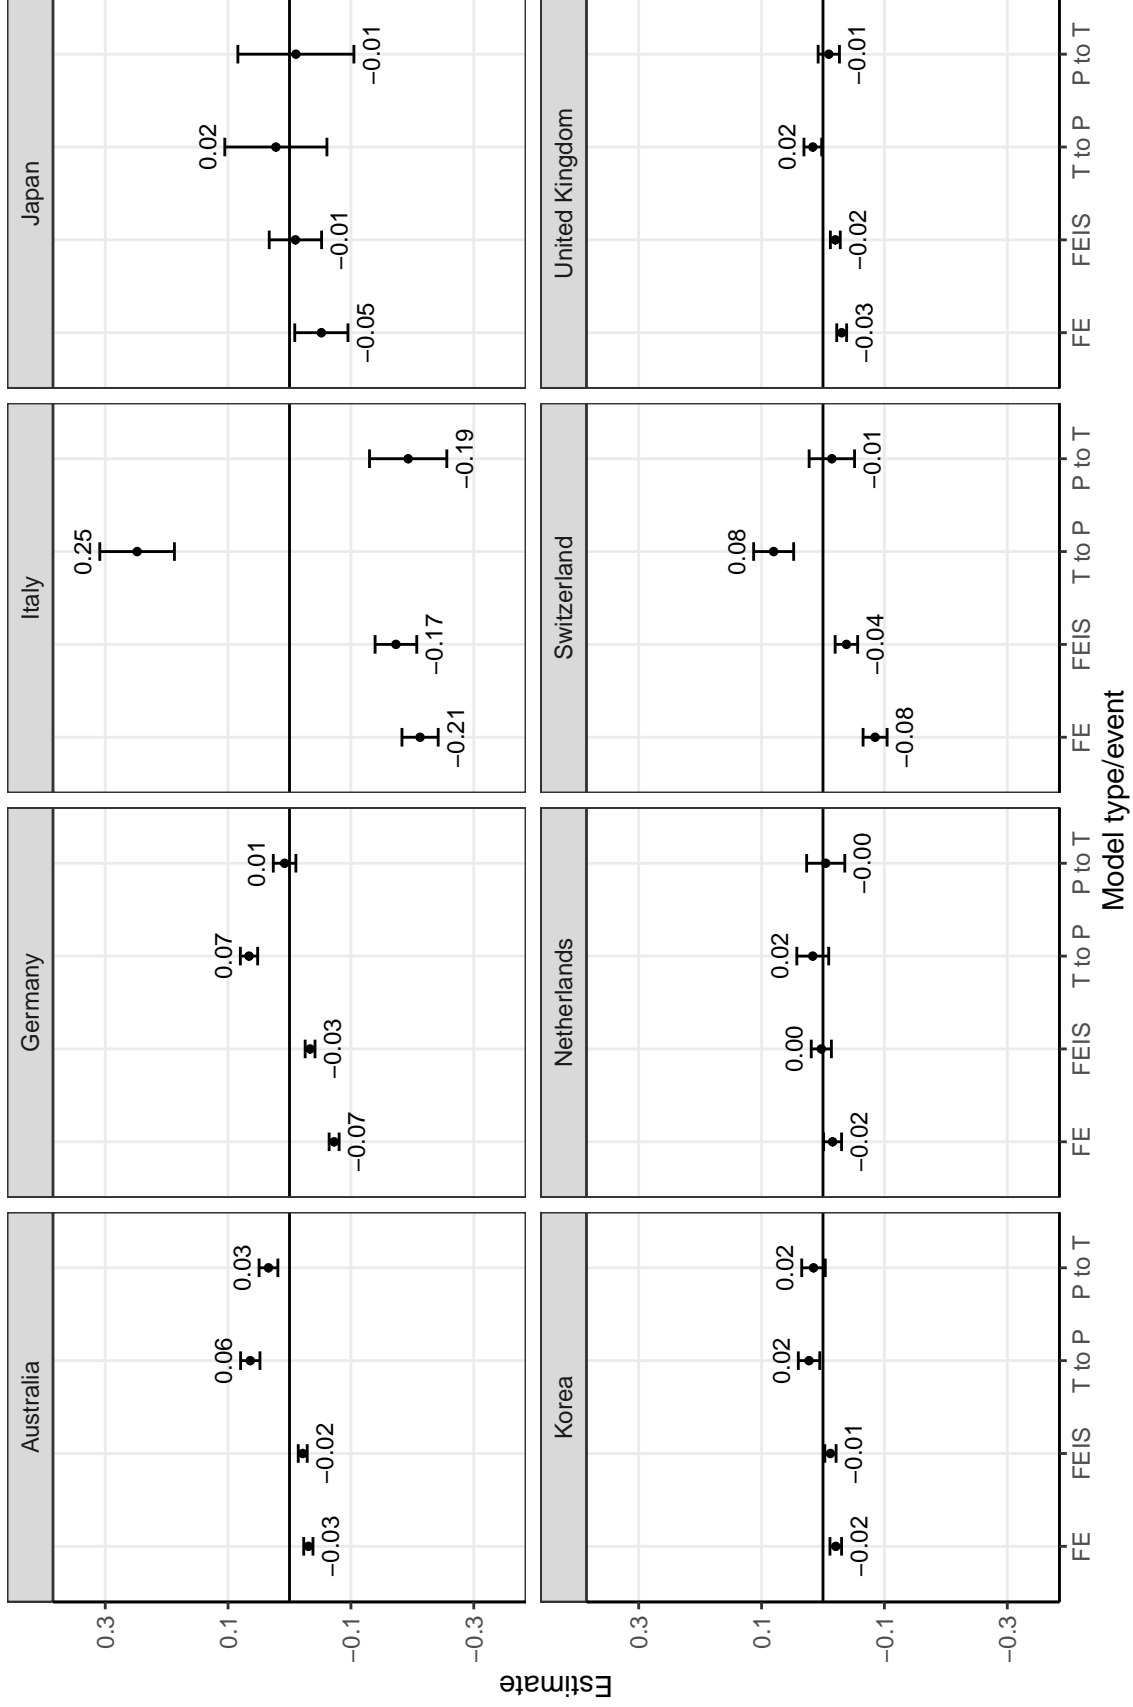 Australia
Germany
Italy
Japan
0.3
0.1
−0.1
−0.3
−0.03
−0.02
0.06
0.03
−0.07
−0.03
0.07
0.01
−0.21
−0.17
0.25
−0.19
−0.05
−0.01
0.02
−0.01
Korea
Netherlands
Switzerland
United Kingdom
0.3
0.1
−0.1
−0.3
−0.02
−0.01
0.02
0.02
−0.02
0.00
0.02
−0.00
−0.08
−0.04
0.08
−0.01
−0.03
−0.02
0.02
−0.01
FE FEIS T to P P to T
FE FEIS T to P P to T
FE FEIS T to P P to T
FE FEIS T to P P to T
Model type/event
Estimate